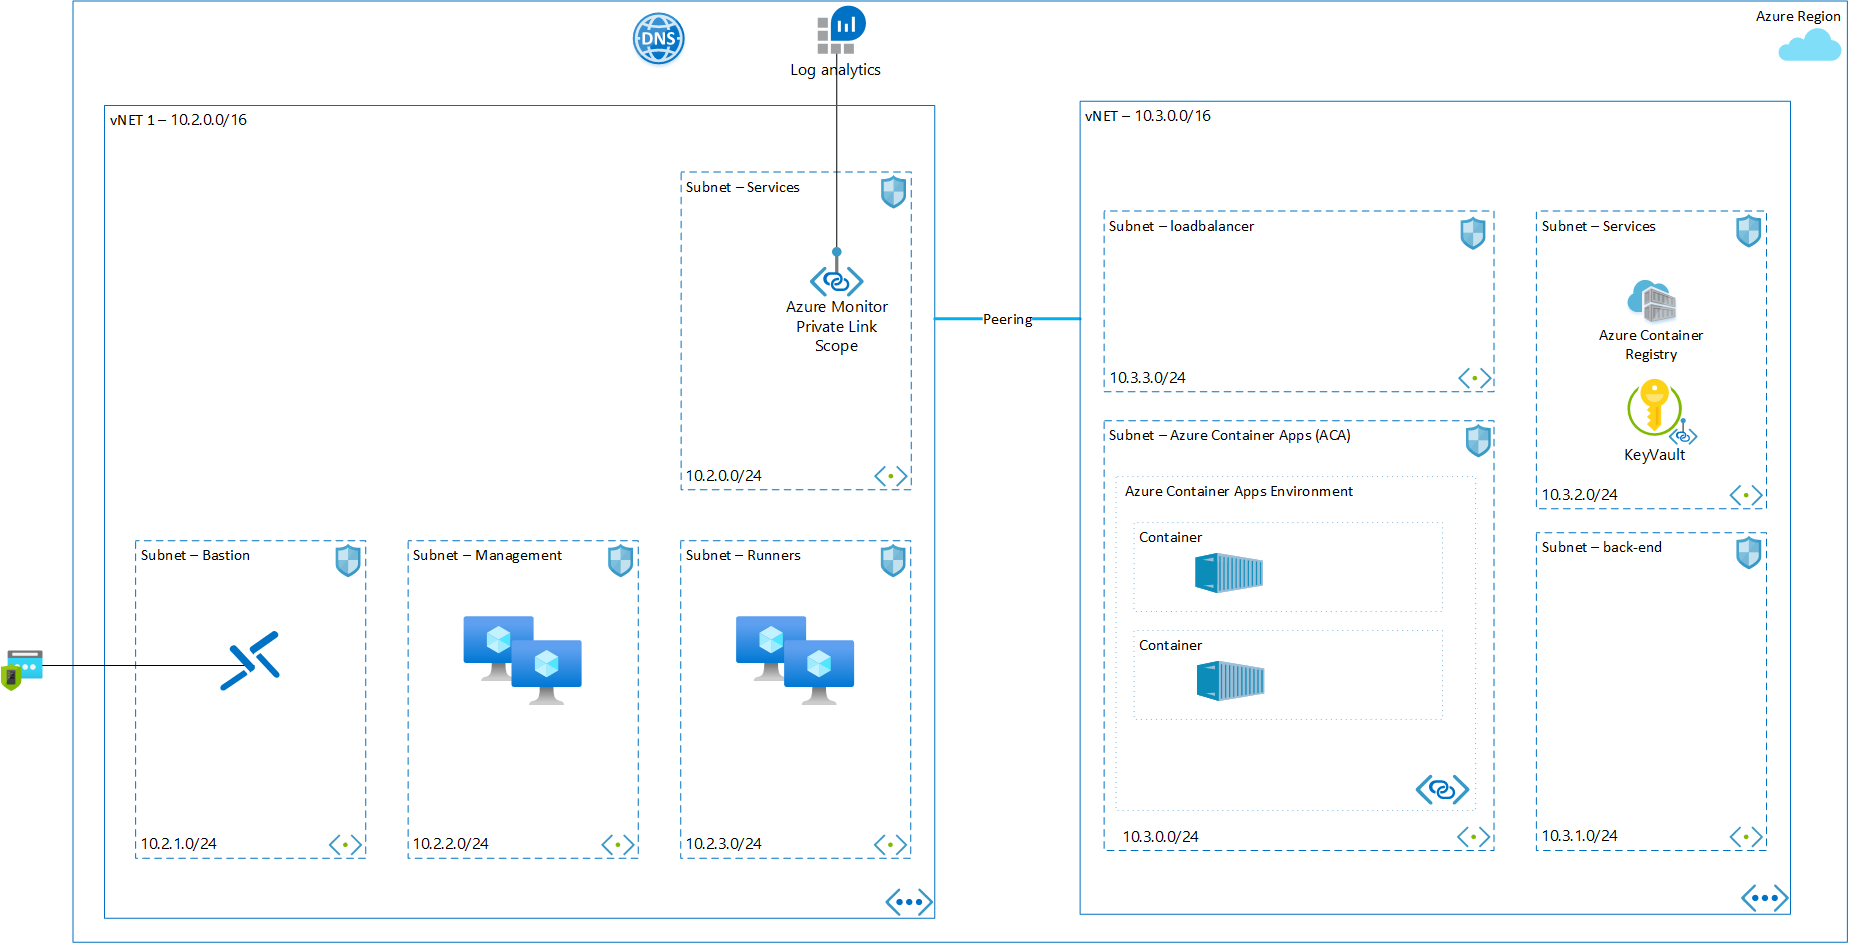 Azure Region
DNS
Log analytics
vNET 1 – 10.2.0.0/16
Subnet – Services
Azure Monitor
Private Link
Scope
10.2.0.0/24
Subnet – Bastion
10.2.1.0/24
Subnet – Management
10.2.2.0/24
Subnet – Runners
10.2.3.0/24
Peering
vNET – 10.3.0.0/16
Subnet – loadbalancer
10.3.3.0/24
Subnet – Services
Azure Container
Registry
KeyVault
10.3.2.0/24
Subnet – Azure Container Apps (ACA)
Azure Container Apps Environment
Container
Container
10.3.0.0/24
Subnet – back-end
10.3.1.0/24